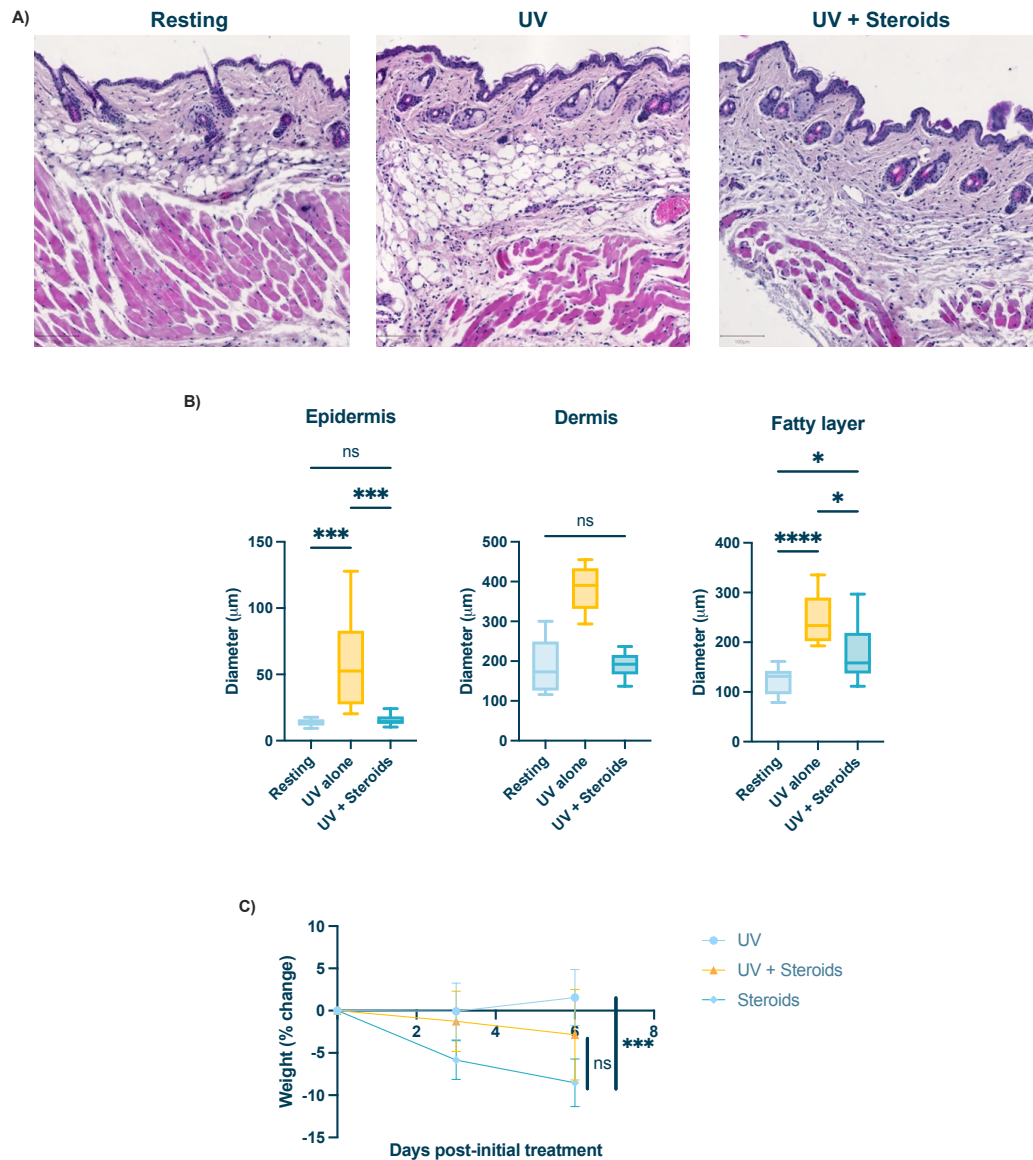 A)
Resting
UV
UV + Steroids
100µm
B)
Epidermis
Dermis
Fatty layer
ns
***
***
ns
*
*
****
Diameter (µm)
150
100
50
0
Resting
UV alone
UV + Steroids
Diameter (µm)
500
400
300
200
100
0
Resting
UV alone
UV + Steroids
Diameter (µm)
400
300
200
100
0
Resting
UV alone
UV + Steroids
C)
Weight (% change)
10
5
0
-5
-10
-15
2
4
6
8
ns
***
Days post-initial treatment
UV
UV + Steroids
Steroids